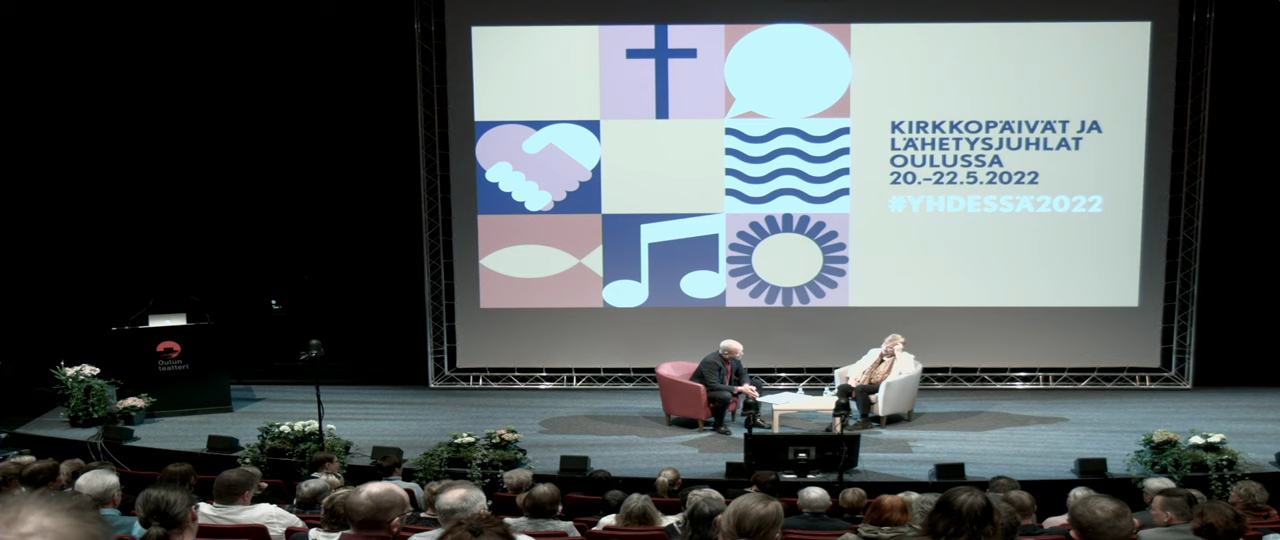 KIRKKOPÄIVÄT JA
LÄHETYSJUHLAT
OULUSSA
20.–22.5.2022
#YHDESSÄ2022
Oulun
teatteri